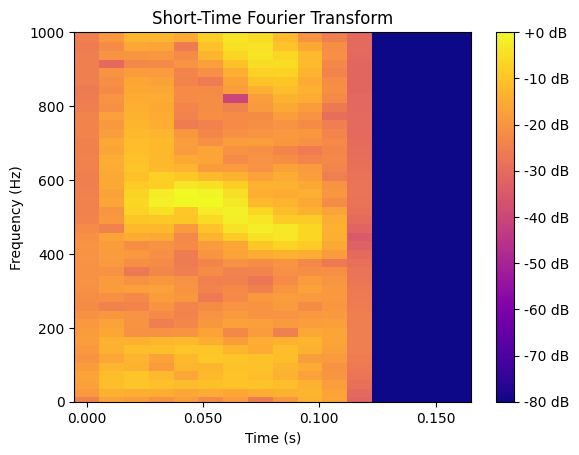 Short-Time Fourier Transform
1000
800
600
400
200
0
Frequency (Hz)
0.000
0.050
0.100
0.150
Time (s)
+0 dB
-10 dB
-20 dB
-30 dB
-40 dB
-50 dB
-60 dB
-70 dB
-80 dB